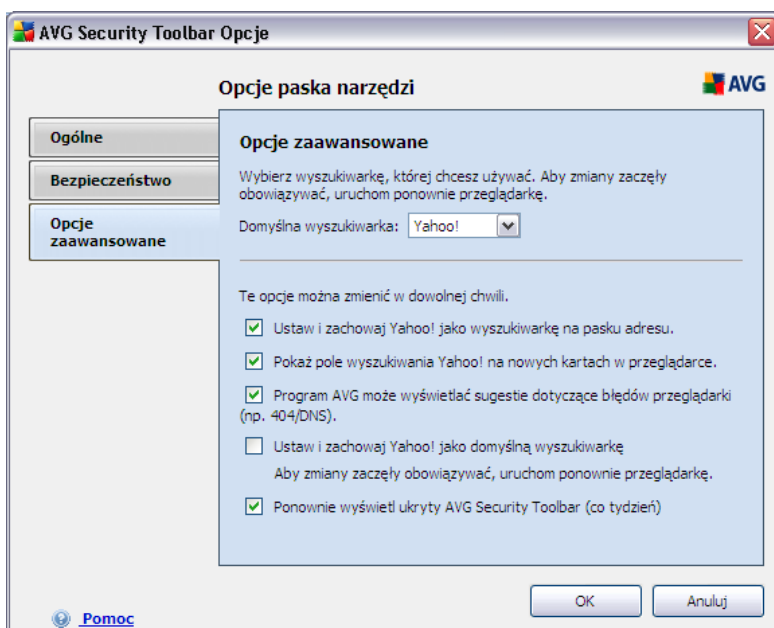 AVG Security Toolbar Opcje
Opcje paska narzędzi
AVG
Ogólne
Bezpieczeństwo
Opcje
zaawansowane
Opcje zaawansowane
Wybierz wyszukiwarkę, której chcesz używać. Aby zmiany zaczęły
obowiązywać, uruchom ponownie przeglądarkę.
Domyślna wyszukiwarka: Yahoo!
Te opcje można zmienić w dowolnej chwili.
Ustaw i zachowaj Yahoo! jako wyszukiwarkę na pasku adresu.
Pokaż pole wyszukiwania Yahoo! na nowych kartach w przeglądarce.
Program AVG może wyświetlać sugestie dotyczące błędów przeglądarki
(np. 404/DNS).
Ustaw i zachowaj Yahoo! jako domyślną wyszukiwarkę
Aby zmiany zaczęły obowiązywać, uruchom ponownie przeglądarkę.
Ponownie wyświetl ukryty AVG Security Toolbar (co tydzień)
OK
Anuluj
Pomoc